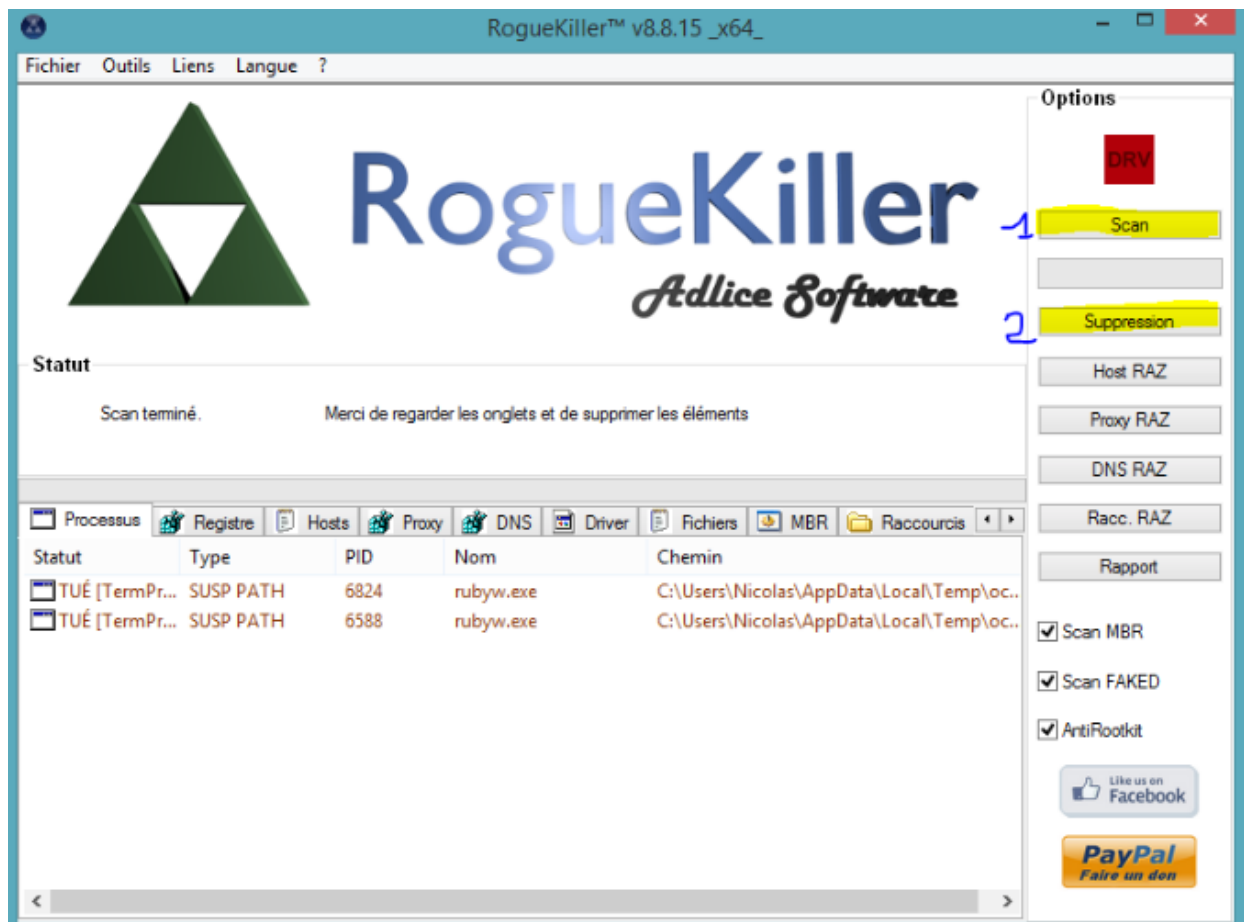 RogueKiller™ v8.8.15 _x64_
Fichier Outils Liens Langue ?
RogueKiller
Adlice Software
Options
DRV
1 Scan
2 Suppression
Host RAZ
Proxy RAZ
DNS RAZ
Racc. RAZ
Rapport
Scan MBR
Scan FAKED
AntiRootkit
Like us on
Facebook
PayPal
Faire un don
Statut
Scan terminé. Merci de regarder les onglets et de supprimer les éléments
Processus Registre Hosts Proxy DNS Driver Fichiers MBR Raccourcis
Statut Type PID Nom Chemin
TUÉ [TermPr... SUSP PATH 6824 rubyw.exe C:\Users\Nicolas\AppData\Local\Temp\oc..
TUÉ [TermPr... SUSP PATH 6588 rubyw.exe C:\Users\Nicolas\AppData\Local\Temp\oc..